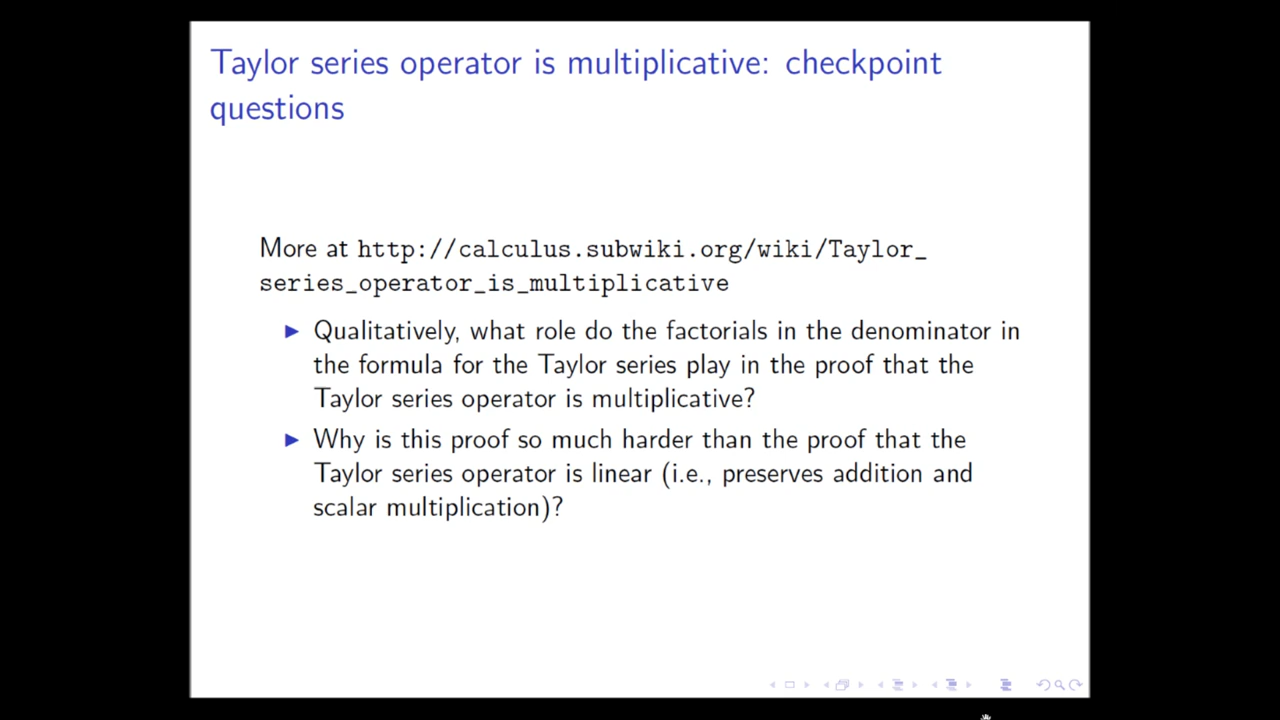 Taylor series operator is multiplicative: checkpoint
questions
More at http://calculus.subwiki.org/wiki/Taylor_
series_operator_is_multiplicative
Qualitatively, what role do the factorials in the denominator in
the formula for the Taylor series play in the proof that the
Taylor series operator is multiplicative?
Why is this proof so much harder than the proof that the
Taylor series operator is linear (i.e., preserves addition and
scalar multiplication)?